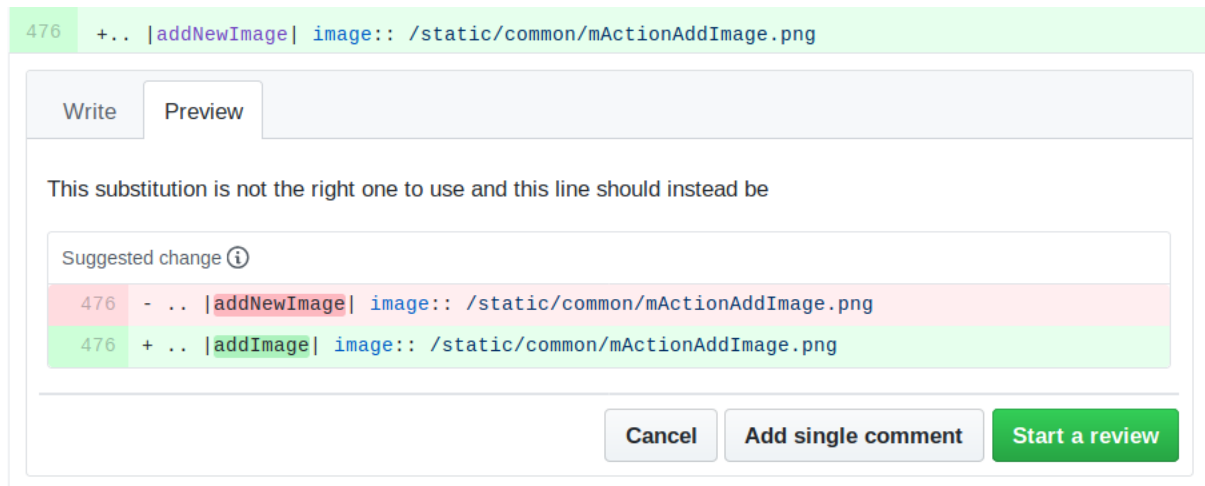 476 +.. |addNewImage| image:: /static/common/mActionAddImage.png
Write Preview
This substitution is not the right one to use and this line should instead be
Suggested change
476 - .. |addNewImage| image:: /static/common/mActionAddImage.png
476 + .. |addImage| image:: /static/common/mActionAddImage.png
Cancel Add single comment Start a review